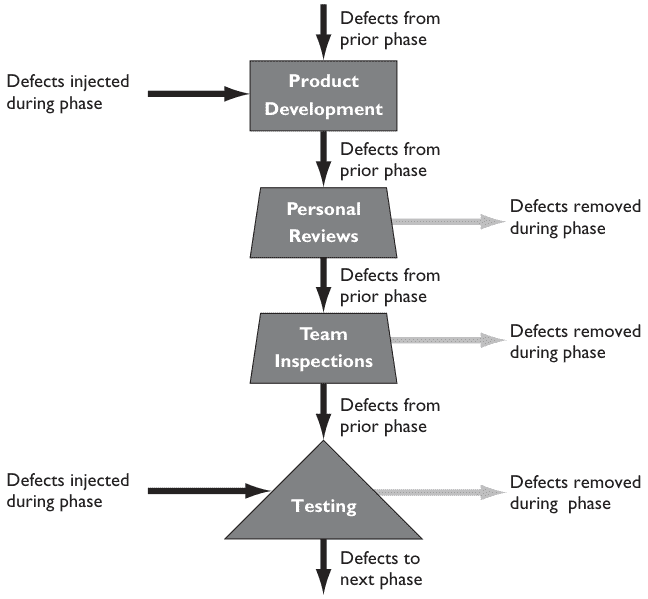 Defects from
prior phase
Defects injected
during phase
Product
Development
Defects from
prior phase
Personal
Reviews
Defects removed
during phase
Defects from
prior phase
Team
Inspections
Defects removed
during phase
Defects from
prior phase
Defects injected
during phase
Testing
Defects removed
during phase
Defects to
next phase